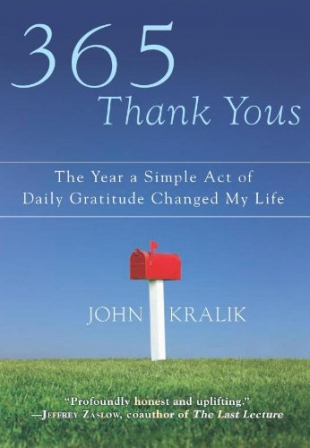 365
Thank Yous
The Year a Simple Act of
Daily Gratitude Changed My Life
JOHN KRALIK
“Profoundly honest and uplifting.”
—JEFFREY ZASLOW, coauthor of The Last Lecture